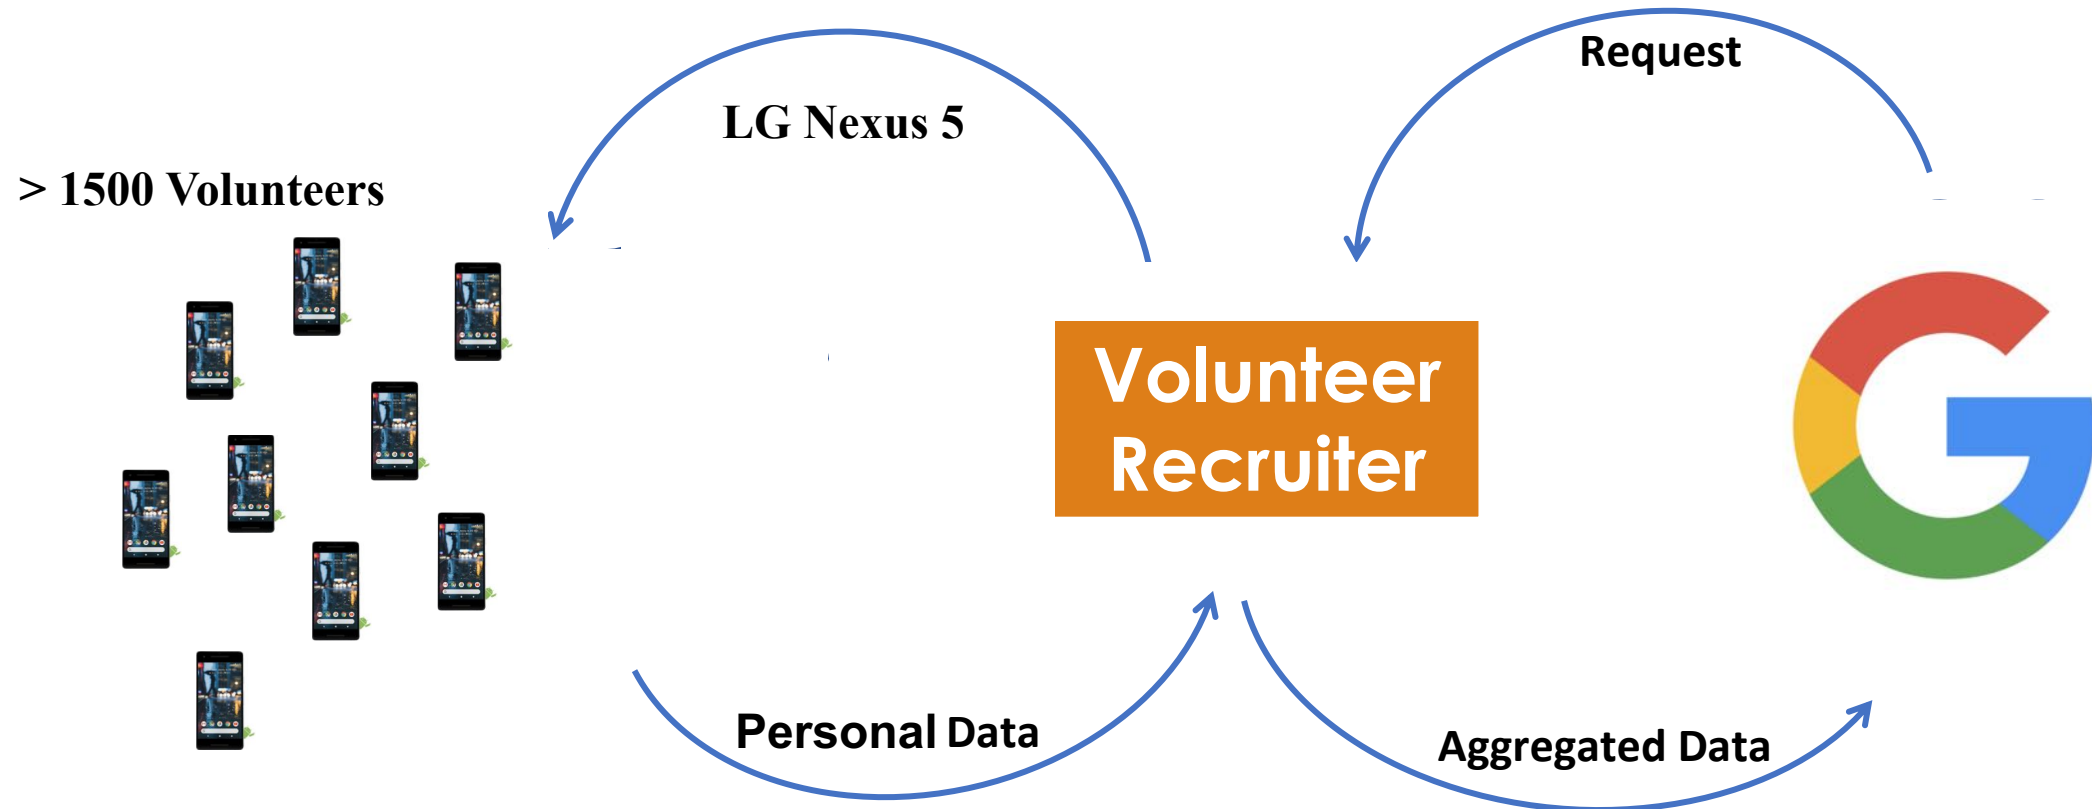 Request
LG Nexus 5
> 1500 Volunteers
Volunteer
Recruiter
Personal Data
Aggregated Data